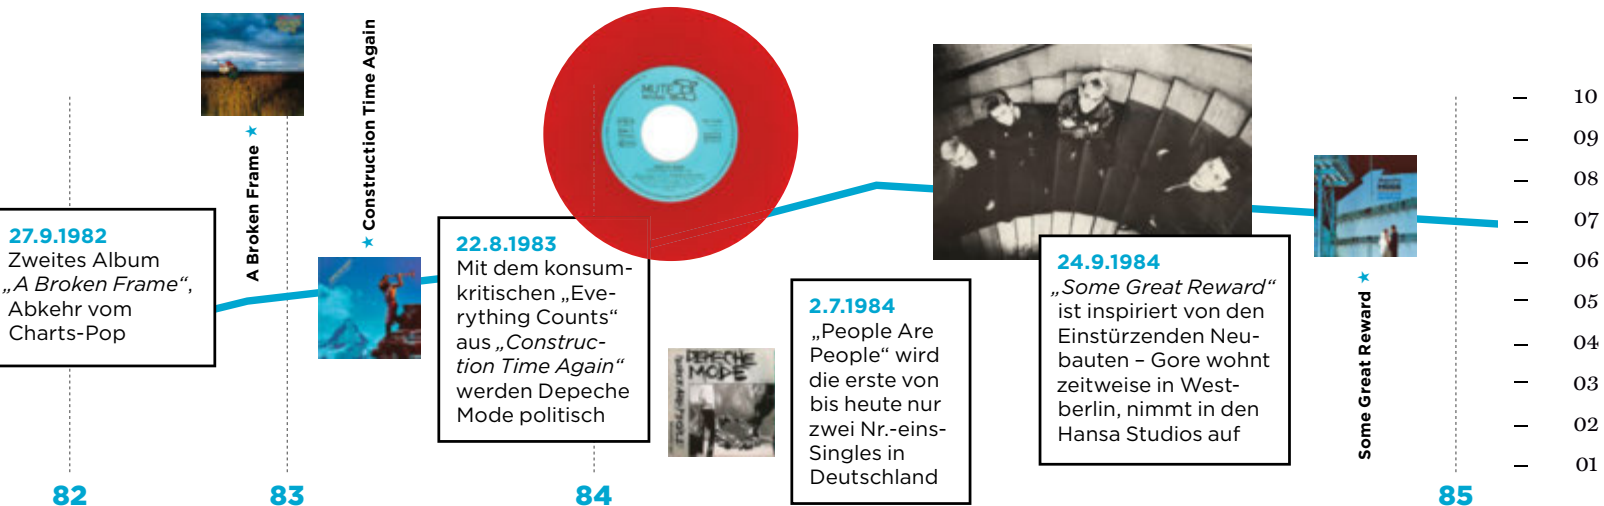 A Broken Frame ★
★ Construction Time Again
MUTE
27.9.1982
Zweites Album
„A Broken Frame“,
Abkehr vom
Charts-Pop
22.8.1983
Mit dem konsum-
kritischen „Eve-
rything Counts“
aus „Construc-
tion Time Again“
werden Depeche
Mode politisch
DEPECHE
MODE
2.7.1984
„People Are
People“ wird
die erste von
bis heute nur
zwei Nr.-eins-
Singles in
Deutschland
24.9.1984
„Some Great Reward“
ist inspiriert von den
Einstürzenden Neu-
bauten – Gore wohnt
zeitweise in West-
berlin, nimmt in den
Hansa Studios auf
Some Great Reward ★
10
09
08
07
06
05
04
03
02
01
82
83
84
85